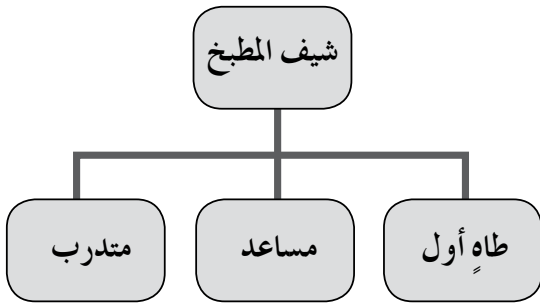 شيف المطبخ
طاهٍ أول
مساعد
متدرب